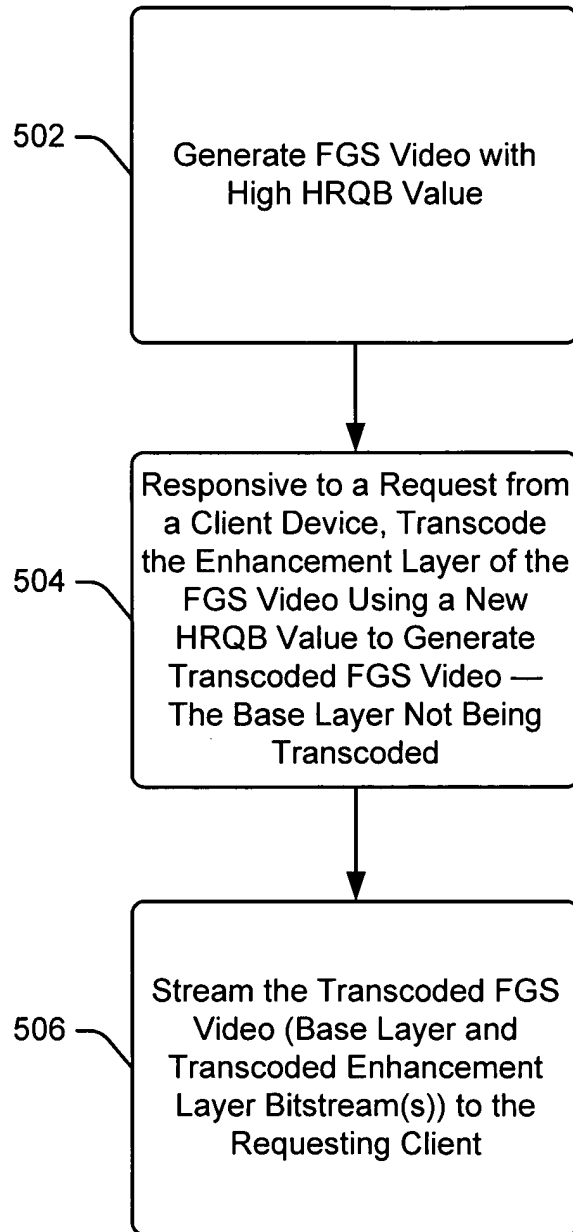 502
Generate FGS Video with
High HRQB Value
504
Responsive to a Request from
a Client Device, Transcode
the Enhancement Layer of the
FGS Video Using a New
HRQB Value to Generate
Transcoded FGS Video —
The Base Layer Not Being
Transcoded
506
Stream the Transcoded FGS
Video (Base Layer and
Transcoded Enhancement
Layer Bitstream(s)) to the
Requesting Client